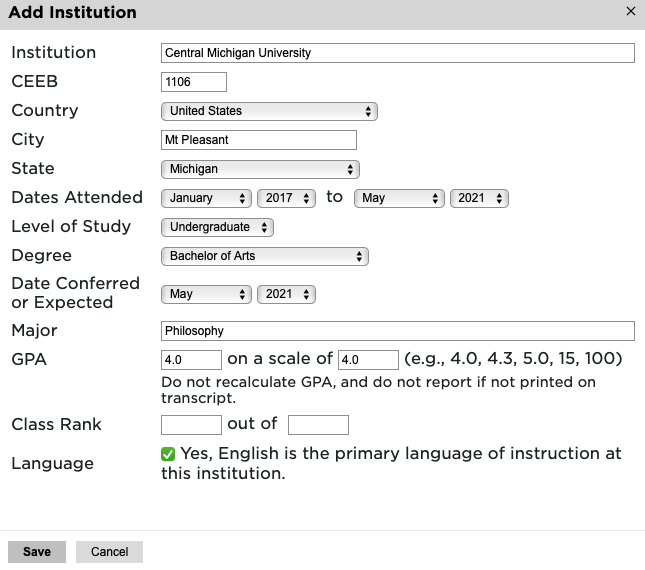 Add Institution ×
Institution Central Michigan University
CEEB 1106
Country United States
City Mt Pleasant
State Michigan
Dates Attended January 2017 to May 2021
Level of Study Undergraduate
Degree Bachelor of Arts
Date Conferred
or Expected May 2021
Major Philosophy
GPA 4.0 on a scale of 4.0 (e.g., 4.0, 4.3, 5.0, 15, 100)
Do not recalculate GPA, and do not report if not printed on
transcript.
Class Rank out of
Language Yes, English is the primary language of instruction at
this institution.
Save Cancel